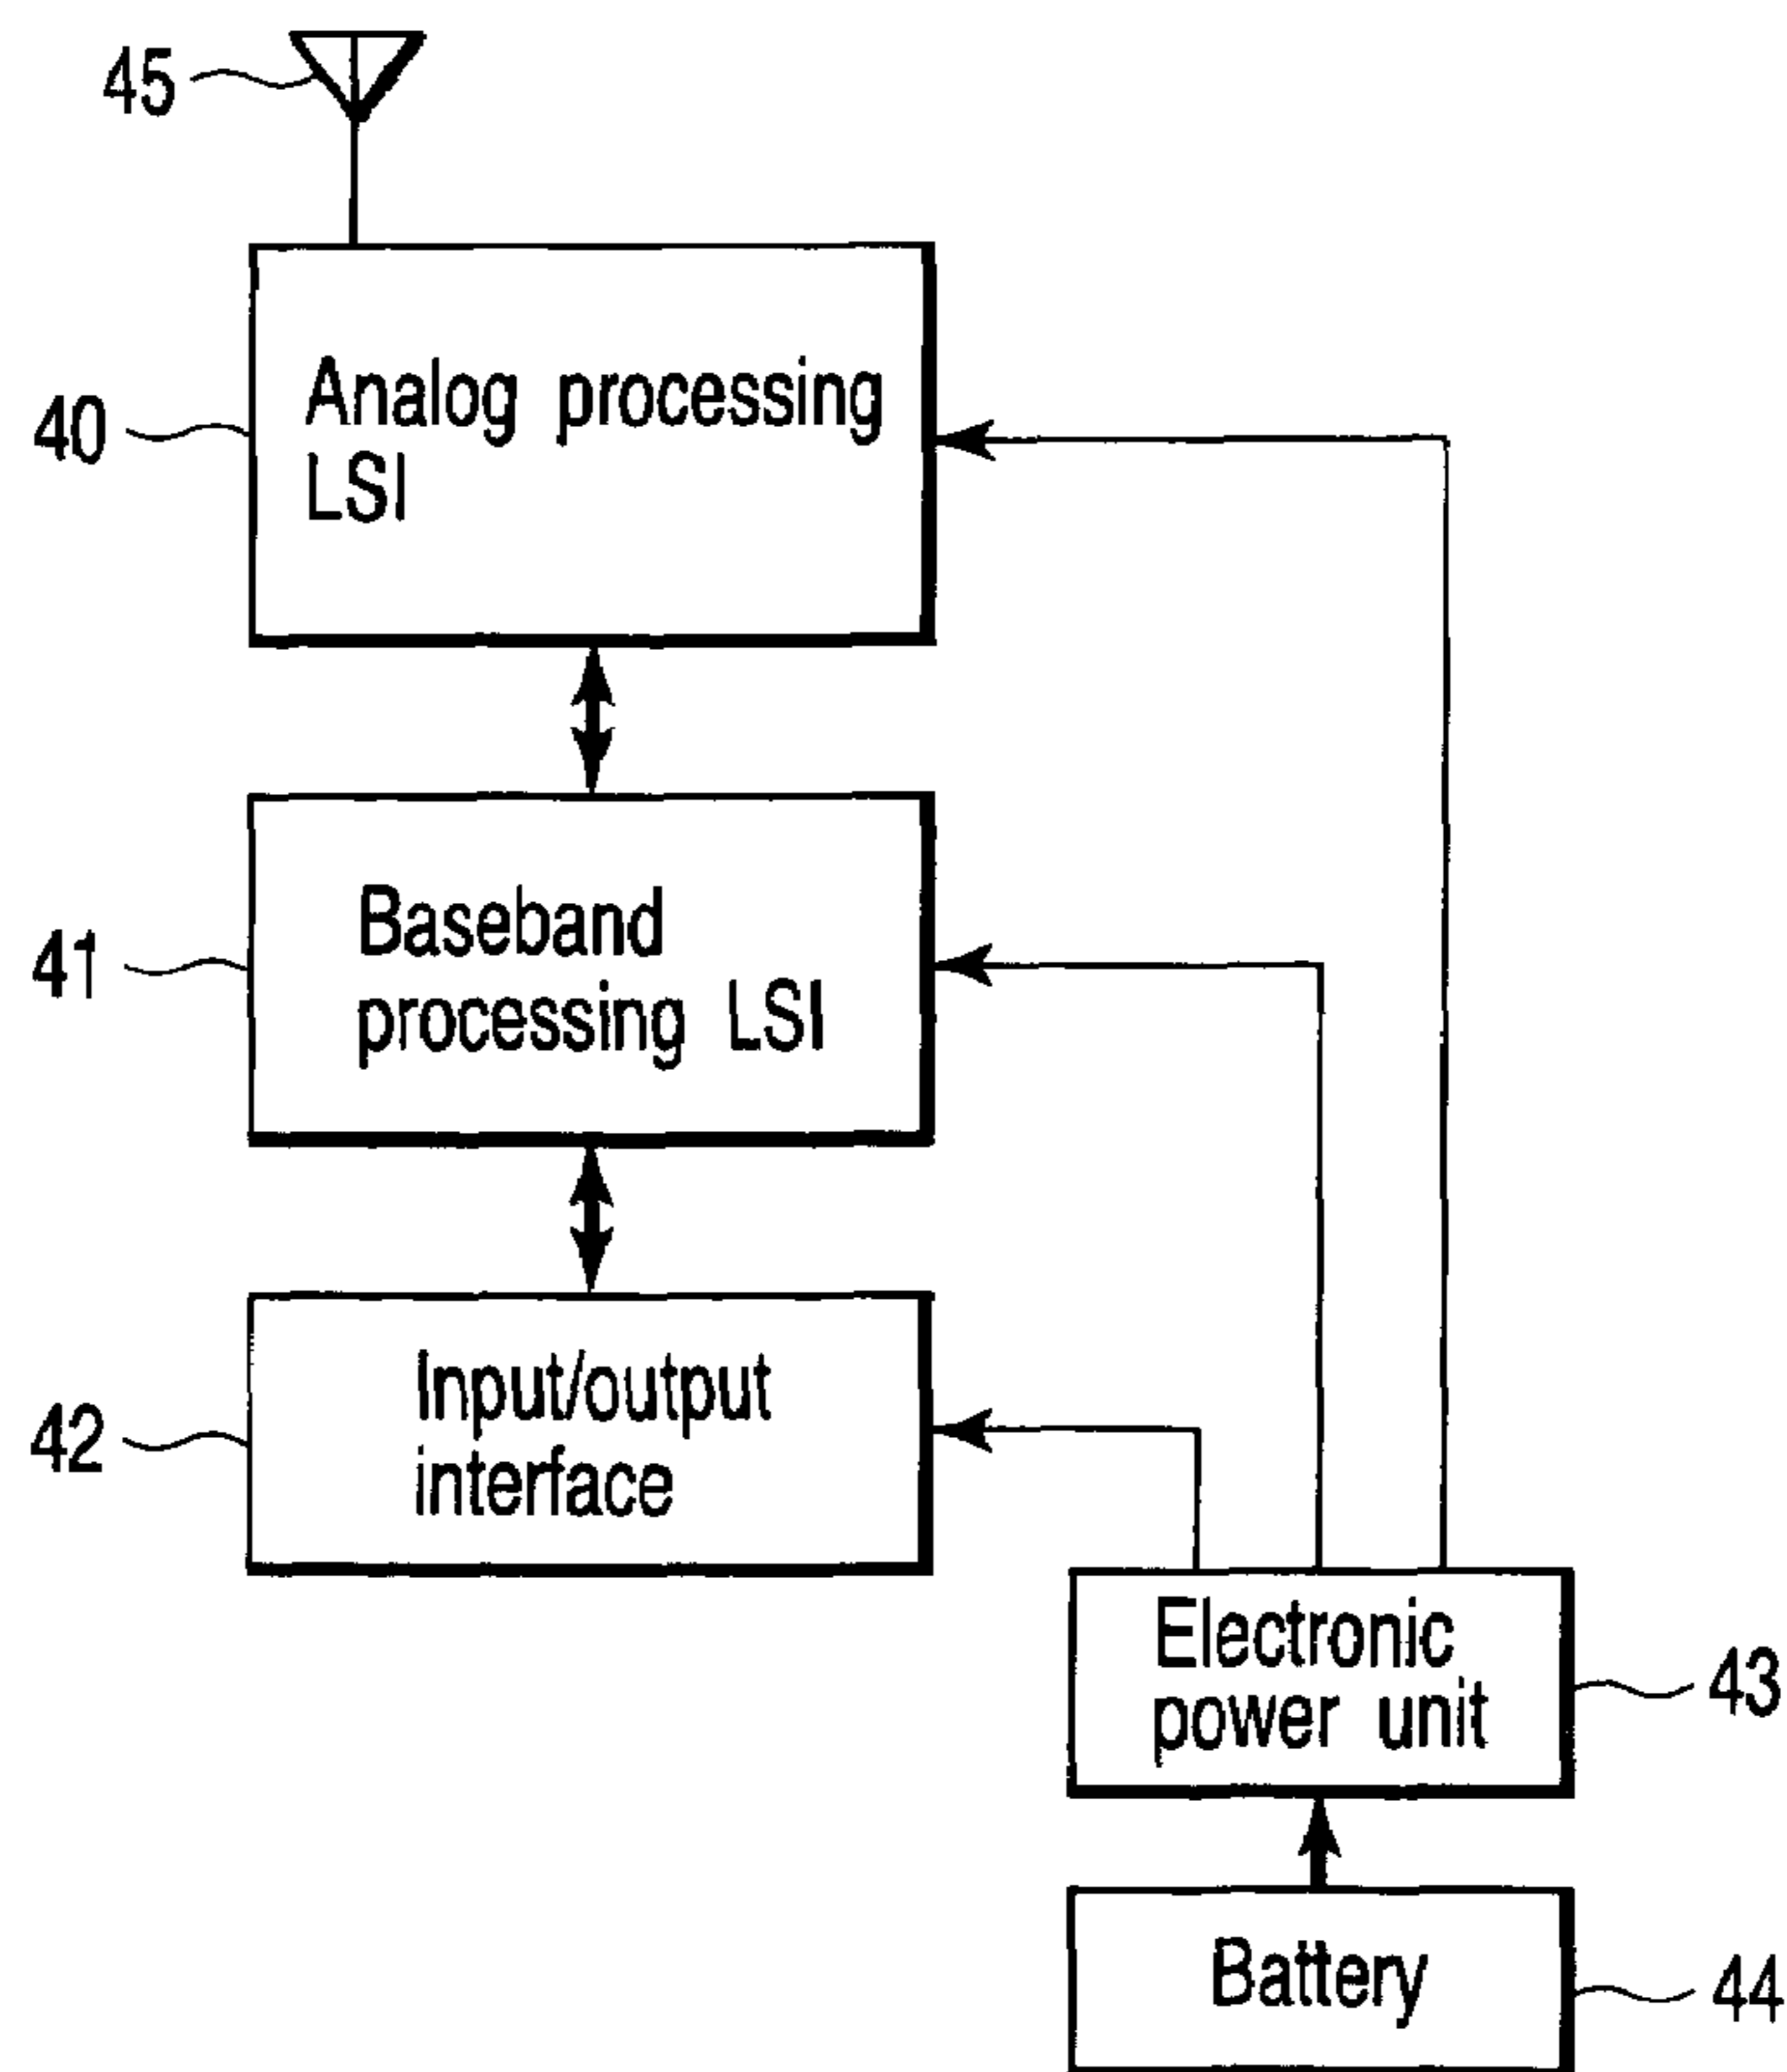 45
40
Analog processing
LSI
41
Baseband
processing LSI
42
Input/output
interface
Electronic
power unit
43
Battery
44